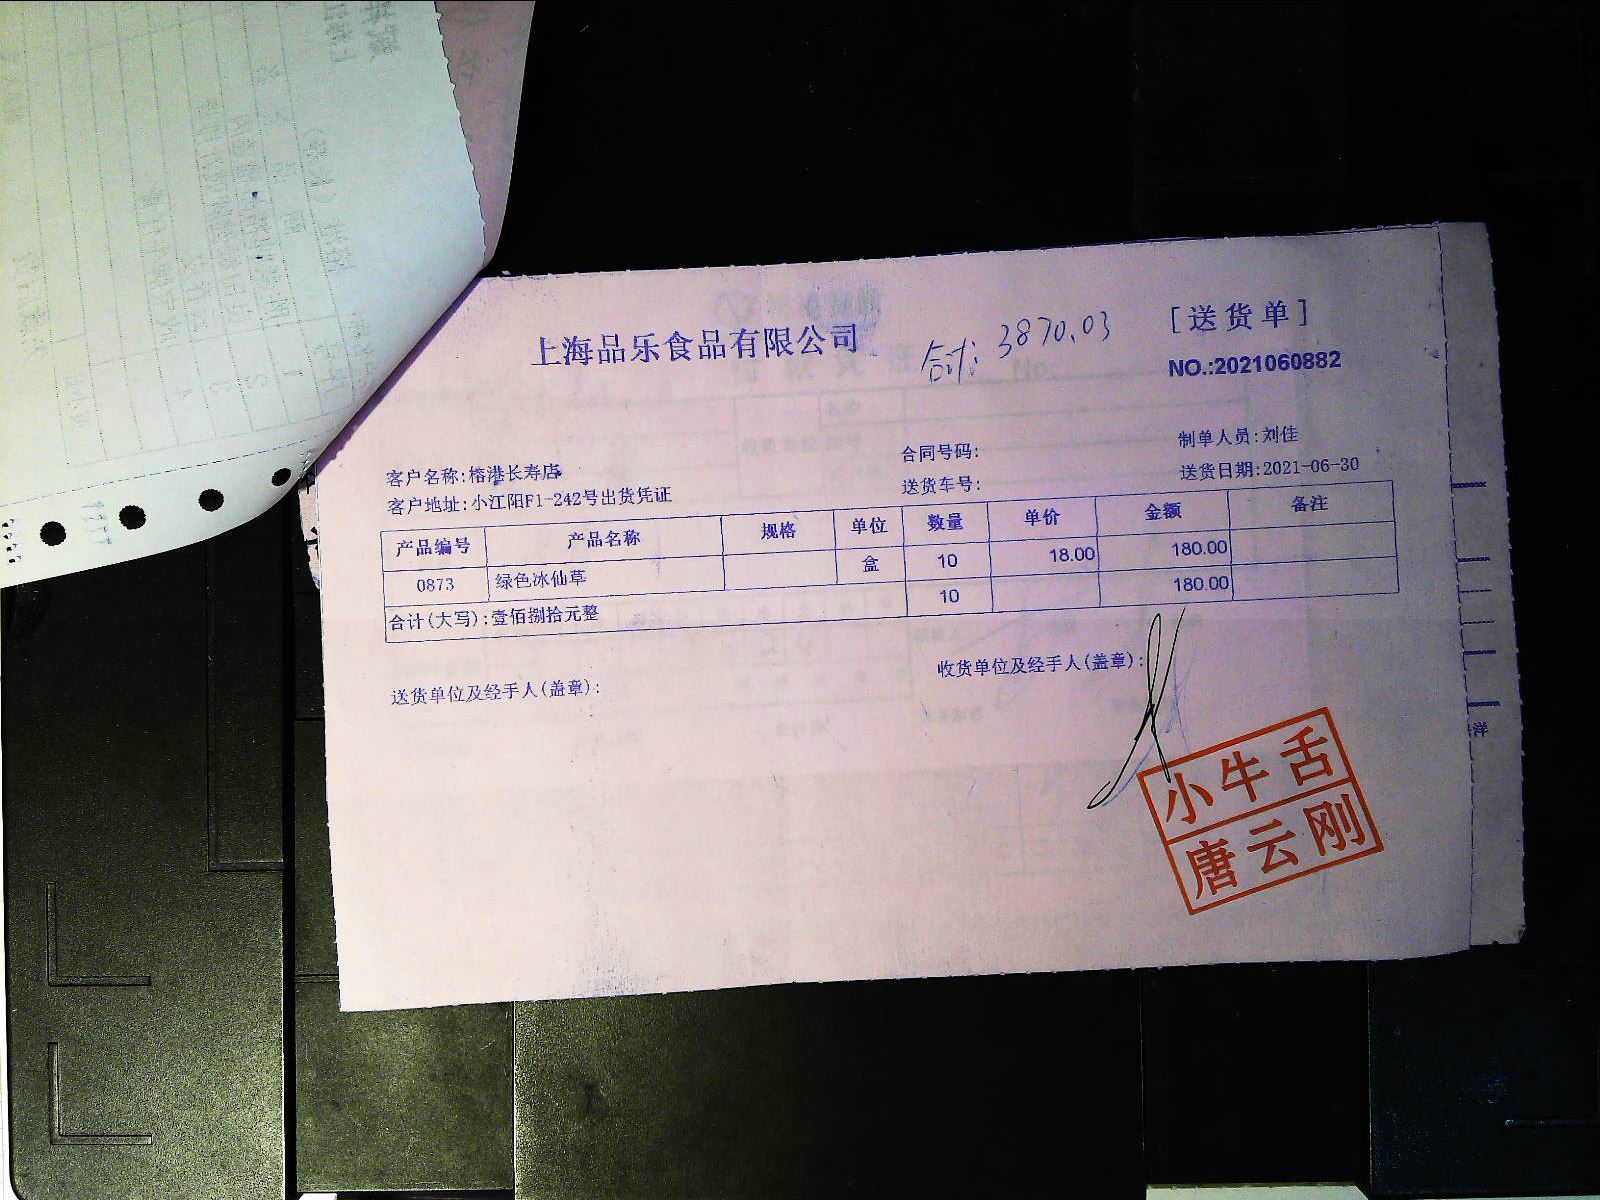 上海品乐食品有限公司
合计: 3870.03
[送货单]
NO.:2021060882
客户名称:榕港长寿店
合同号码:
制单人员:刘佳
客户地址:小江阳F1-242号出货凭证
送货车号:
送货日期:2021-06-30
产品编号 产品名称 规格 单位 数量 单价 金额 备注
0873 绿色冰仙草 盒 10 18.00 180.00
合计(大写):壹佰捌拾元整 10 180.00
送货单位及经手人(盖章):
收货单位及经手人(盖章):
小牛舌
唐云刚
洋